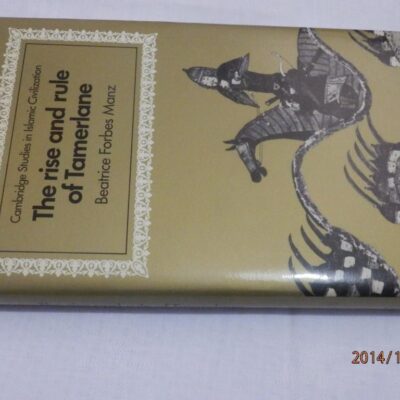 Cambridge Studies in Islamic Civilization
The rise and rule
of Tamerlane
Beatrice Forbes Manz
2014/1